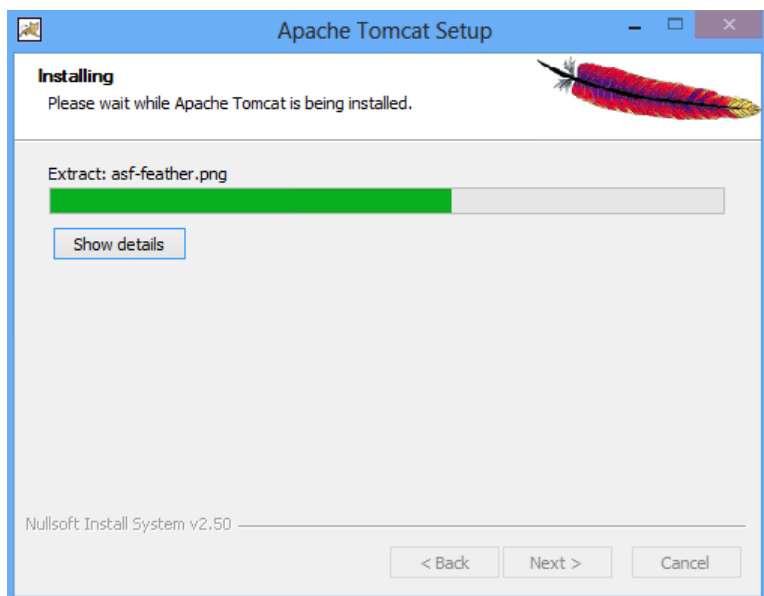 Apache Tomcat Setup
Installing
Please wait while Apache Tomcat is being installed.
Extract: asf-feather.png
Show details
Nullsoft Install System v2.50
< Back Next > Cancel